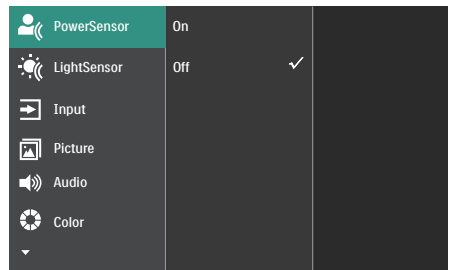 PowerSensor
On
LightSensor
Off
Input
Picture
Audio
Color